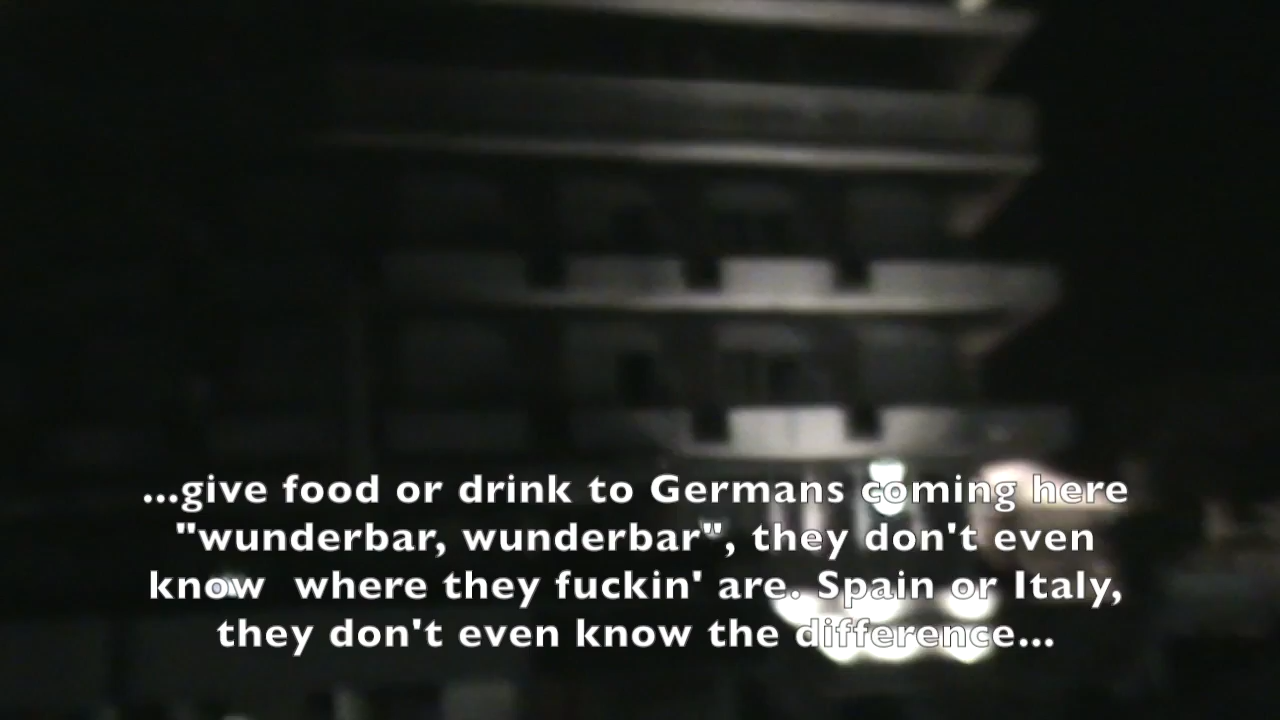 ...give food or drink to Germans coming here
"wunderbar, wunderbar", they don't even
know  where they fuckin' are. Spain or Italy,
they don't even know the difference...